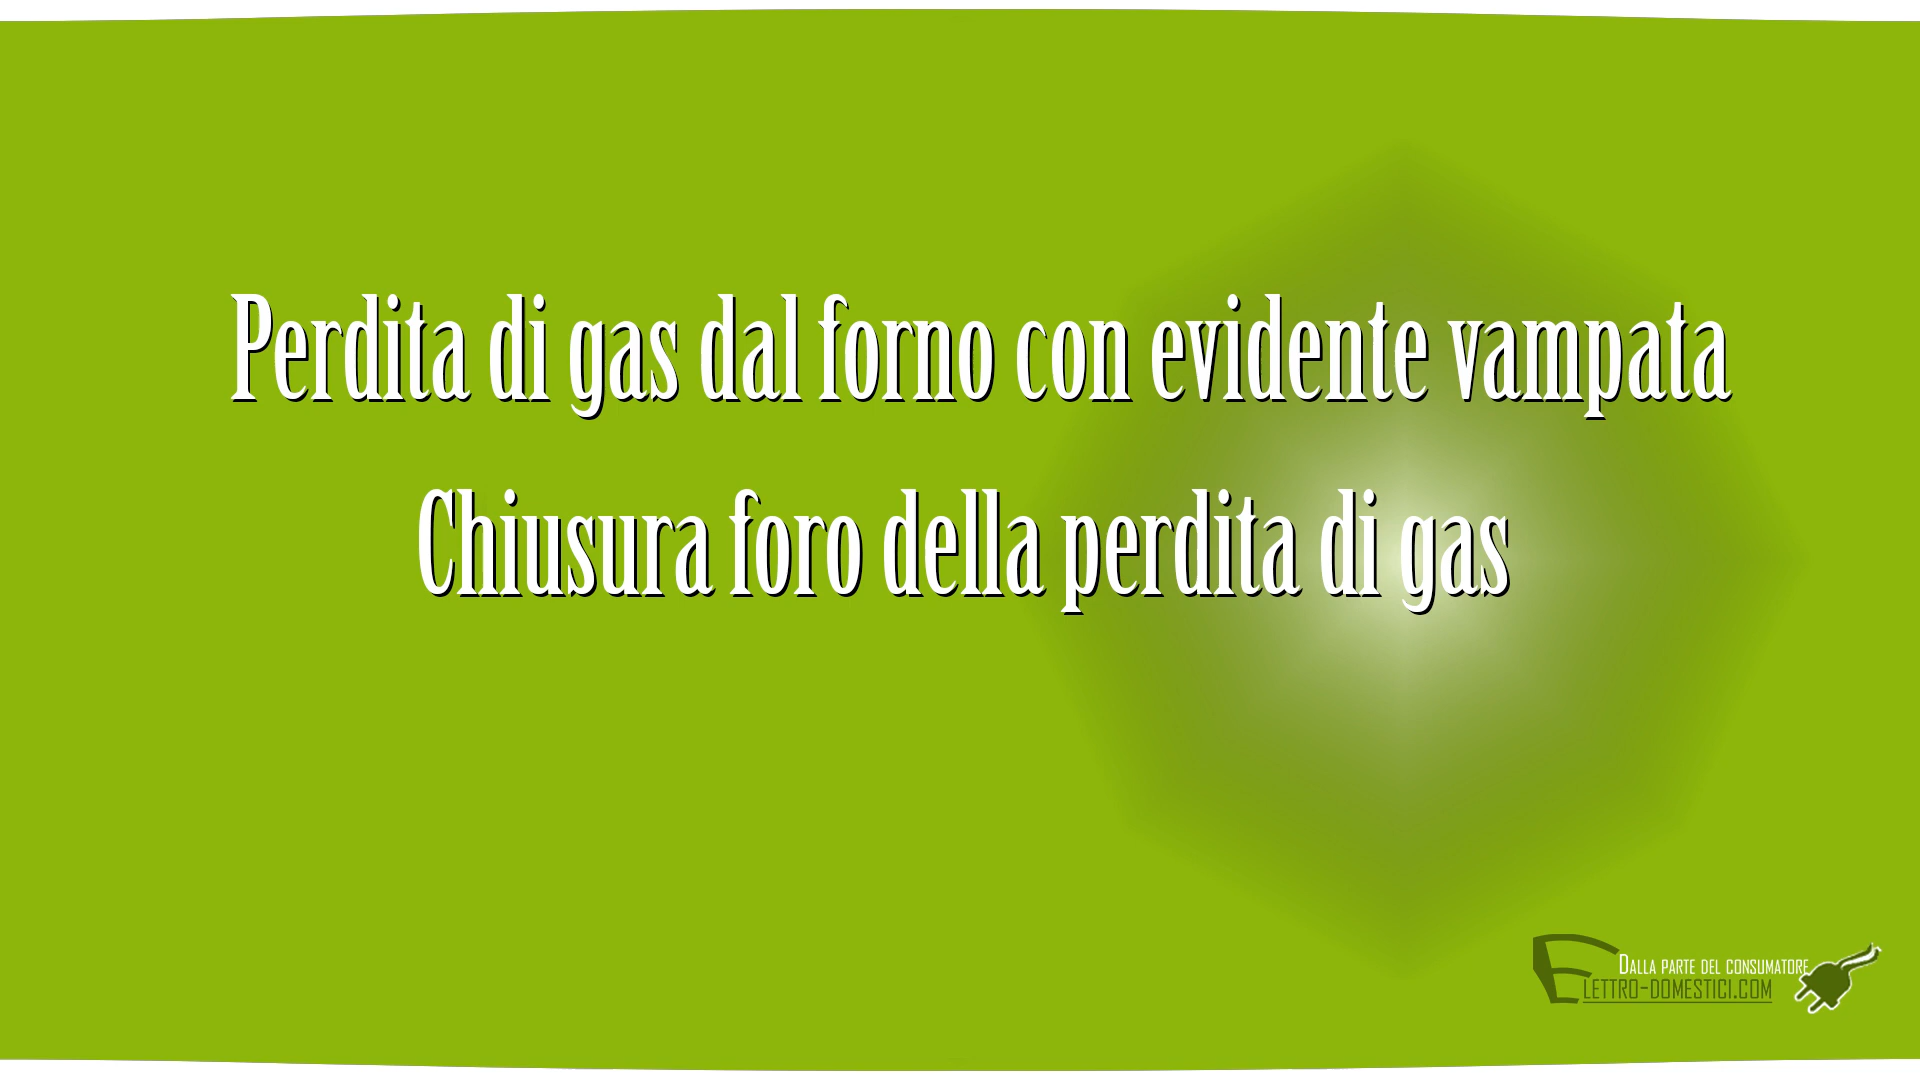 Perdita di gas dal forno con evidente vampata
Chiusura foro della perdita di gas
Dalla parte del consumatore
Elettro-domestici.com